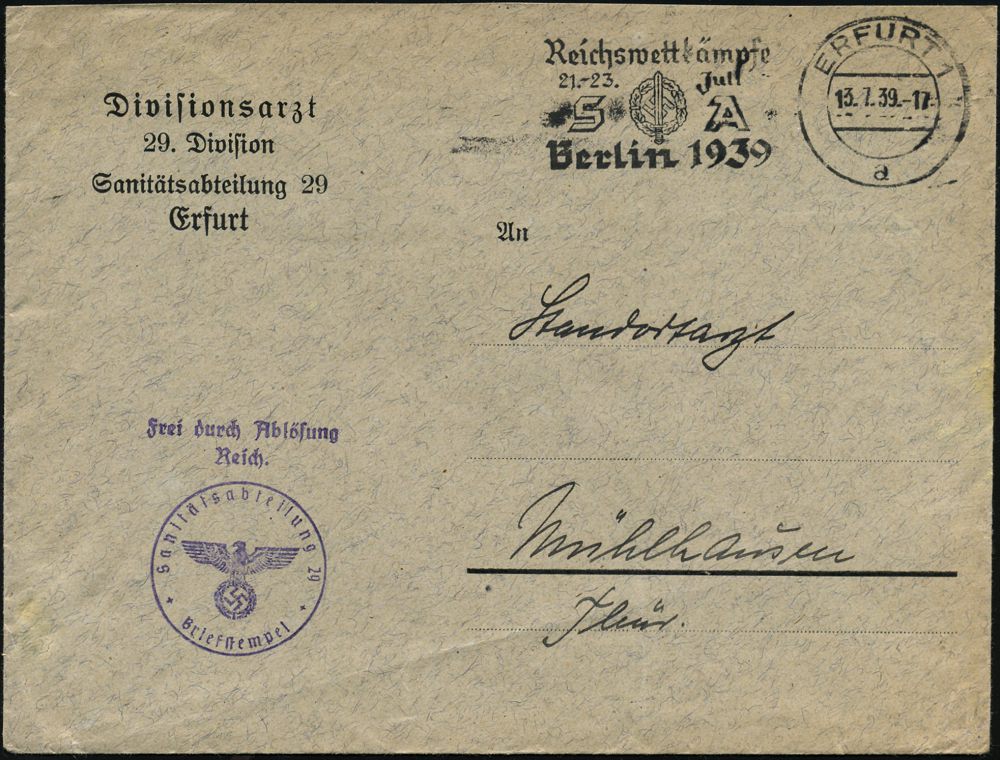 Divisionsarzt
29. Division
Sanitätsabteilung 29
Erfurt
Reichswettkämpfe
21.-23. Juli
S A
Berlin 1939
ERFURT 1
13.7.39.-17
a
An
Standortarzt
Frei durch Ablösung
Reich.
Sanitätsabteilung 29
Briefstempel
Mühlhausen
Thür.